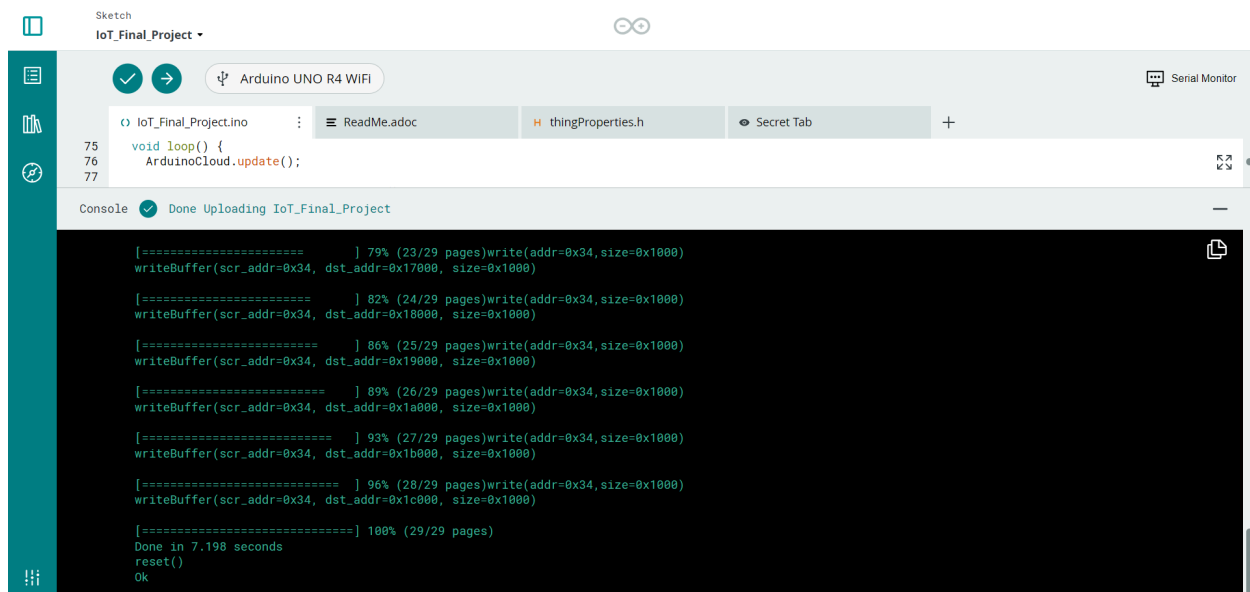 Sketch
IoT_Final_Project
Arduino UNO R4 WiFi
Serial Monitor
IoT_Final_Project.ino
ReadMe.adoc
H thingProperties.h
Secret Tab
75 void loop() {
76 ArduinoCloud.update();
77
Console Done Uploading IoT_Final_Project
[======================= ] 79% (23/29 pages)write(addr=0x34,size=0x1000)
writeBuffer(scr_addr=0x34, dst_addr=0x17000, size=0x1000)
[======================== ] 82% (24/29 pages)write(addr=0x34,size=0x1000)
writeBuffer(scr_addr=0x34, dst_addr=0x18000, size=0x1000)
[========================= ] 86% (25/29 pages)write(addr=0x34,size=0x1000)
writeBuffer(scr_addr=0x34, dst_addr=0x19000, size=0x1000)
[========================== ] 89% (26/29 pages)write(addr=0x34,size=0x1000)
writeBuffer(scr_addr=0x34, dst_addr=0x1a000, size=0x1000)
[=========================== ] 93% (27/29 pages)write(addr=0x34,size=0x1000)
writeBuffer(scr_addr=0x34, dst_addr=0x1b000, size=0x1000)
[============================ ] 96% (28/29 pages)write(addr=0x34,size=0x1000)
writeBuffer(scr_addr=0x34, dst_addr=0x1c000, size=0x1000)
[==============================] 100% (29/29 pages)
Done in 7.198 seconds
reset()
Ok